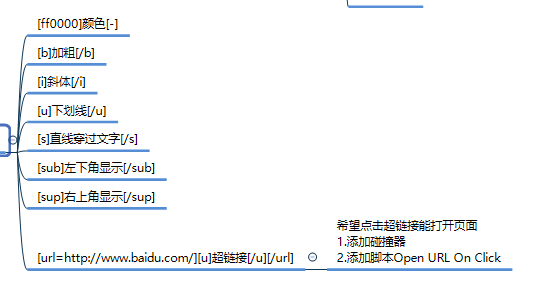 [ff0000]颜色[-]
[b]加粗[/b]
[i]斜体[/i]
[u]下划线[/u]
[s]直线穿过文字[/s]
[sub]左下角显示[/sub]
[sup]右上角显示[/sup]
[url=http://www.baidu.com/][u]超链接[/u][/url]
希望点击超链接能打开页面
1.添加碰撞器
2.添加脚本Open URL On Click